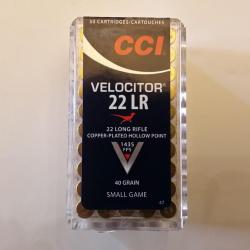 50 CARTRIDGES/CARTOUCHES
CCI
VELOCITOR
22 LR
22 LONG RIFLE
COPPER-PLATED HOLLOW POINT
1435
FPS
40 GRAIN
SMALL GAME
47